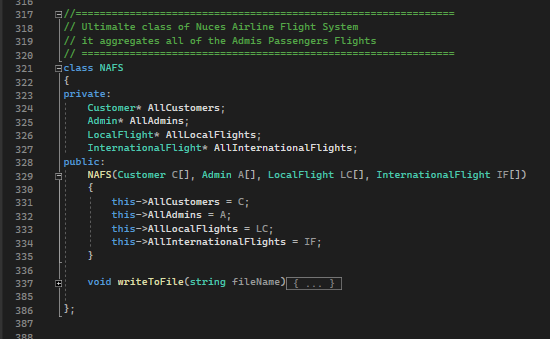 316
317 //===============================================================
318 // Ultimalte class of Nuces Airline Flight System
319 // it aggregates all of the Admis Passengers Flights
320 // ==============================================================
321 class NAFS
322 {
323 private:
324 Customer* AllCustomers;
325 Admin* AllAdmins;
326 LocalFlight* AllLocalFlights;
327 InternationalFlight* AllInternationalFlights;
328 public:
329 NAFS(Customer C[], Admin A[], LocalFlight LC[], InternationalFlight IF[])
330 {
331 this->AllCustomers = C;
332 this->AllAdmins = A;
333 this->AllLocalFlights = LC;
334 this->AllInternationalFlights = IF;
335 }
336
337 void writeToFile(string fileName){ ... }
385
386 };
387
388